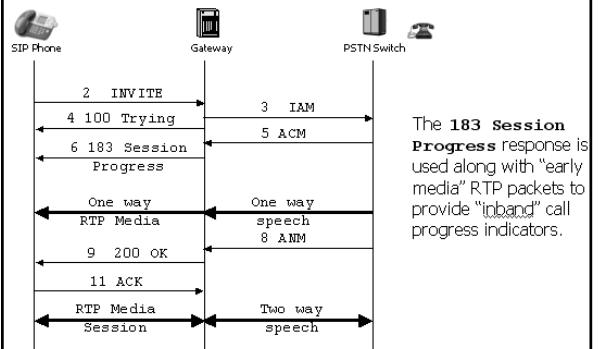 SIP Phone
Gateway
PSTN Switch
2 INVITE
3 IAM
4 100 Trying
5 ACM
6 183 Session
Progress
The 183 Session
Progress response is
used along with "early
media" RTP packets to
provide "inband" call
progress indicators.
One way
RTP Media
One way
speech
8 ANM
9 200 OK
11 ACK
RTP Media
Session
Two way
speech